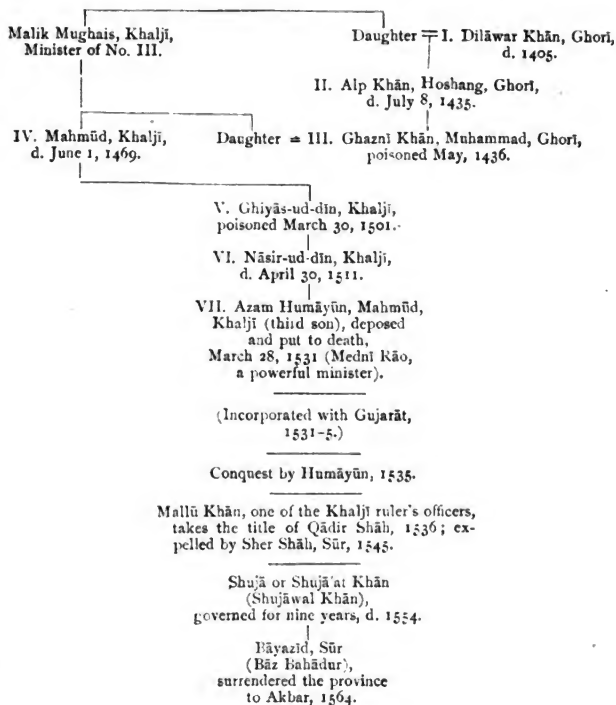 Malik Mughais, Khaljī,
Minister of No. III.
Daughter = I. Dilāwar Khān, Ghorī,
d. 1405.
II. Alp Khān, Hoshang, Ghorī,
d. July 8, 1435.
IV. Mahmūd, Khaljī,
d. June 1, 1469.
Daughter = III. Ghaznī Khān, Muhammad, Ghorī,
poisoned May, 1436.
V. Ghiyās-ud-dīn, Khaljī,
poisoned March 30, 1501.
VI. Nāsir-ud-dīn, Khaljī,
d. April 30, 1511.
VII. Azam Humāyūn, Mahmūd,
Khaljī (third son), deposed
and put to death,
March 28, 1531 (Mednī Rāo,
a powerful minister).
(Incorporated with Gujarāt,
1531-5.)
Conquest by Humāyūn, 1535.
Mallū Khān, one of the Khaljī ruler's officers,
takes the title of Qādir Shāh, 1536; ex-
pelled by Sher Shāh, Sūr, 1545.
Shujā or Shujā'at Khān
(Shujāwal Khān),
governed for nine years, d. 1554.
Bāyazīd, Sūr
(Bāz Bahādur),
surrendered the province
to Akbar, 1564.